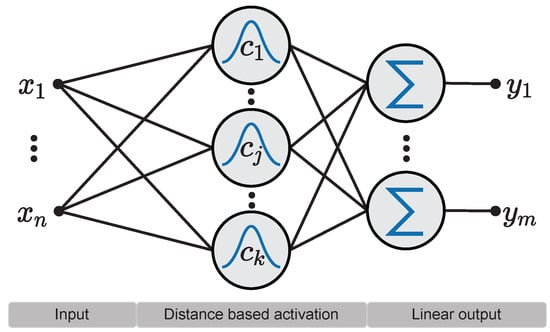 c₁
x₁
∑
y₁
cⱼ
xₙ
∑
yₘ
cₖ
Input
Distance based activation
Linear output